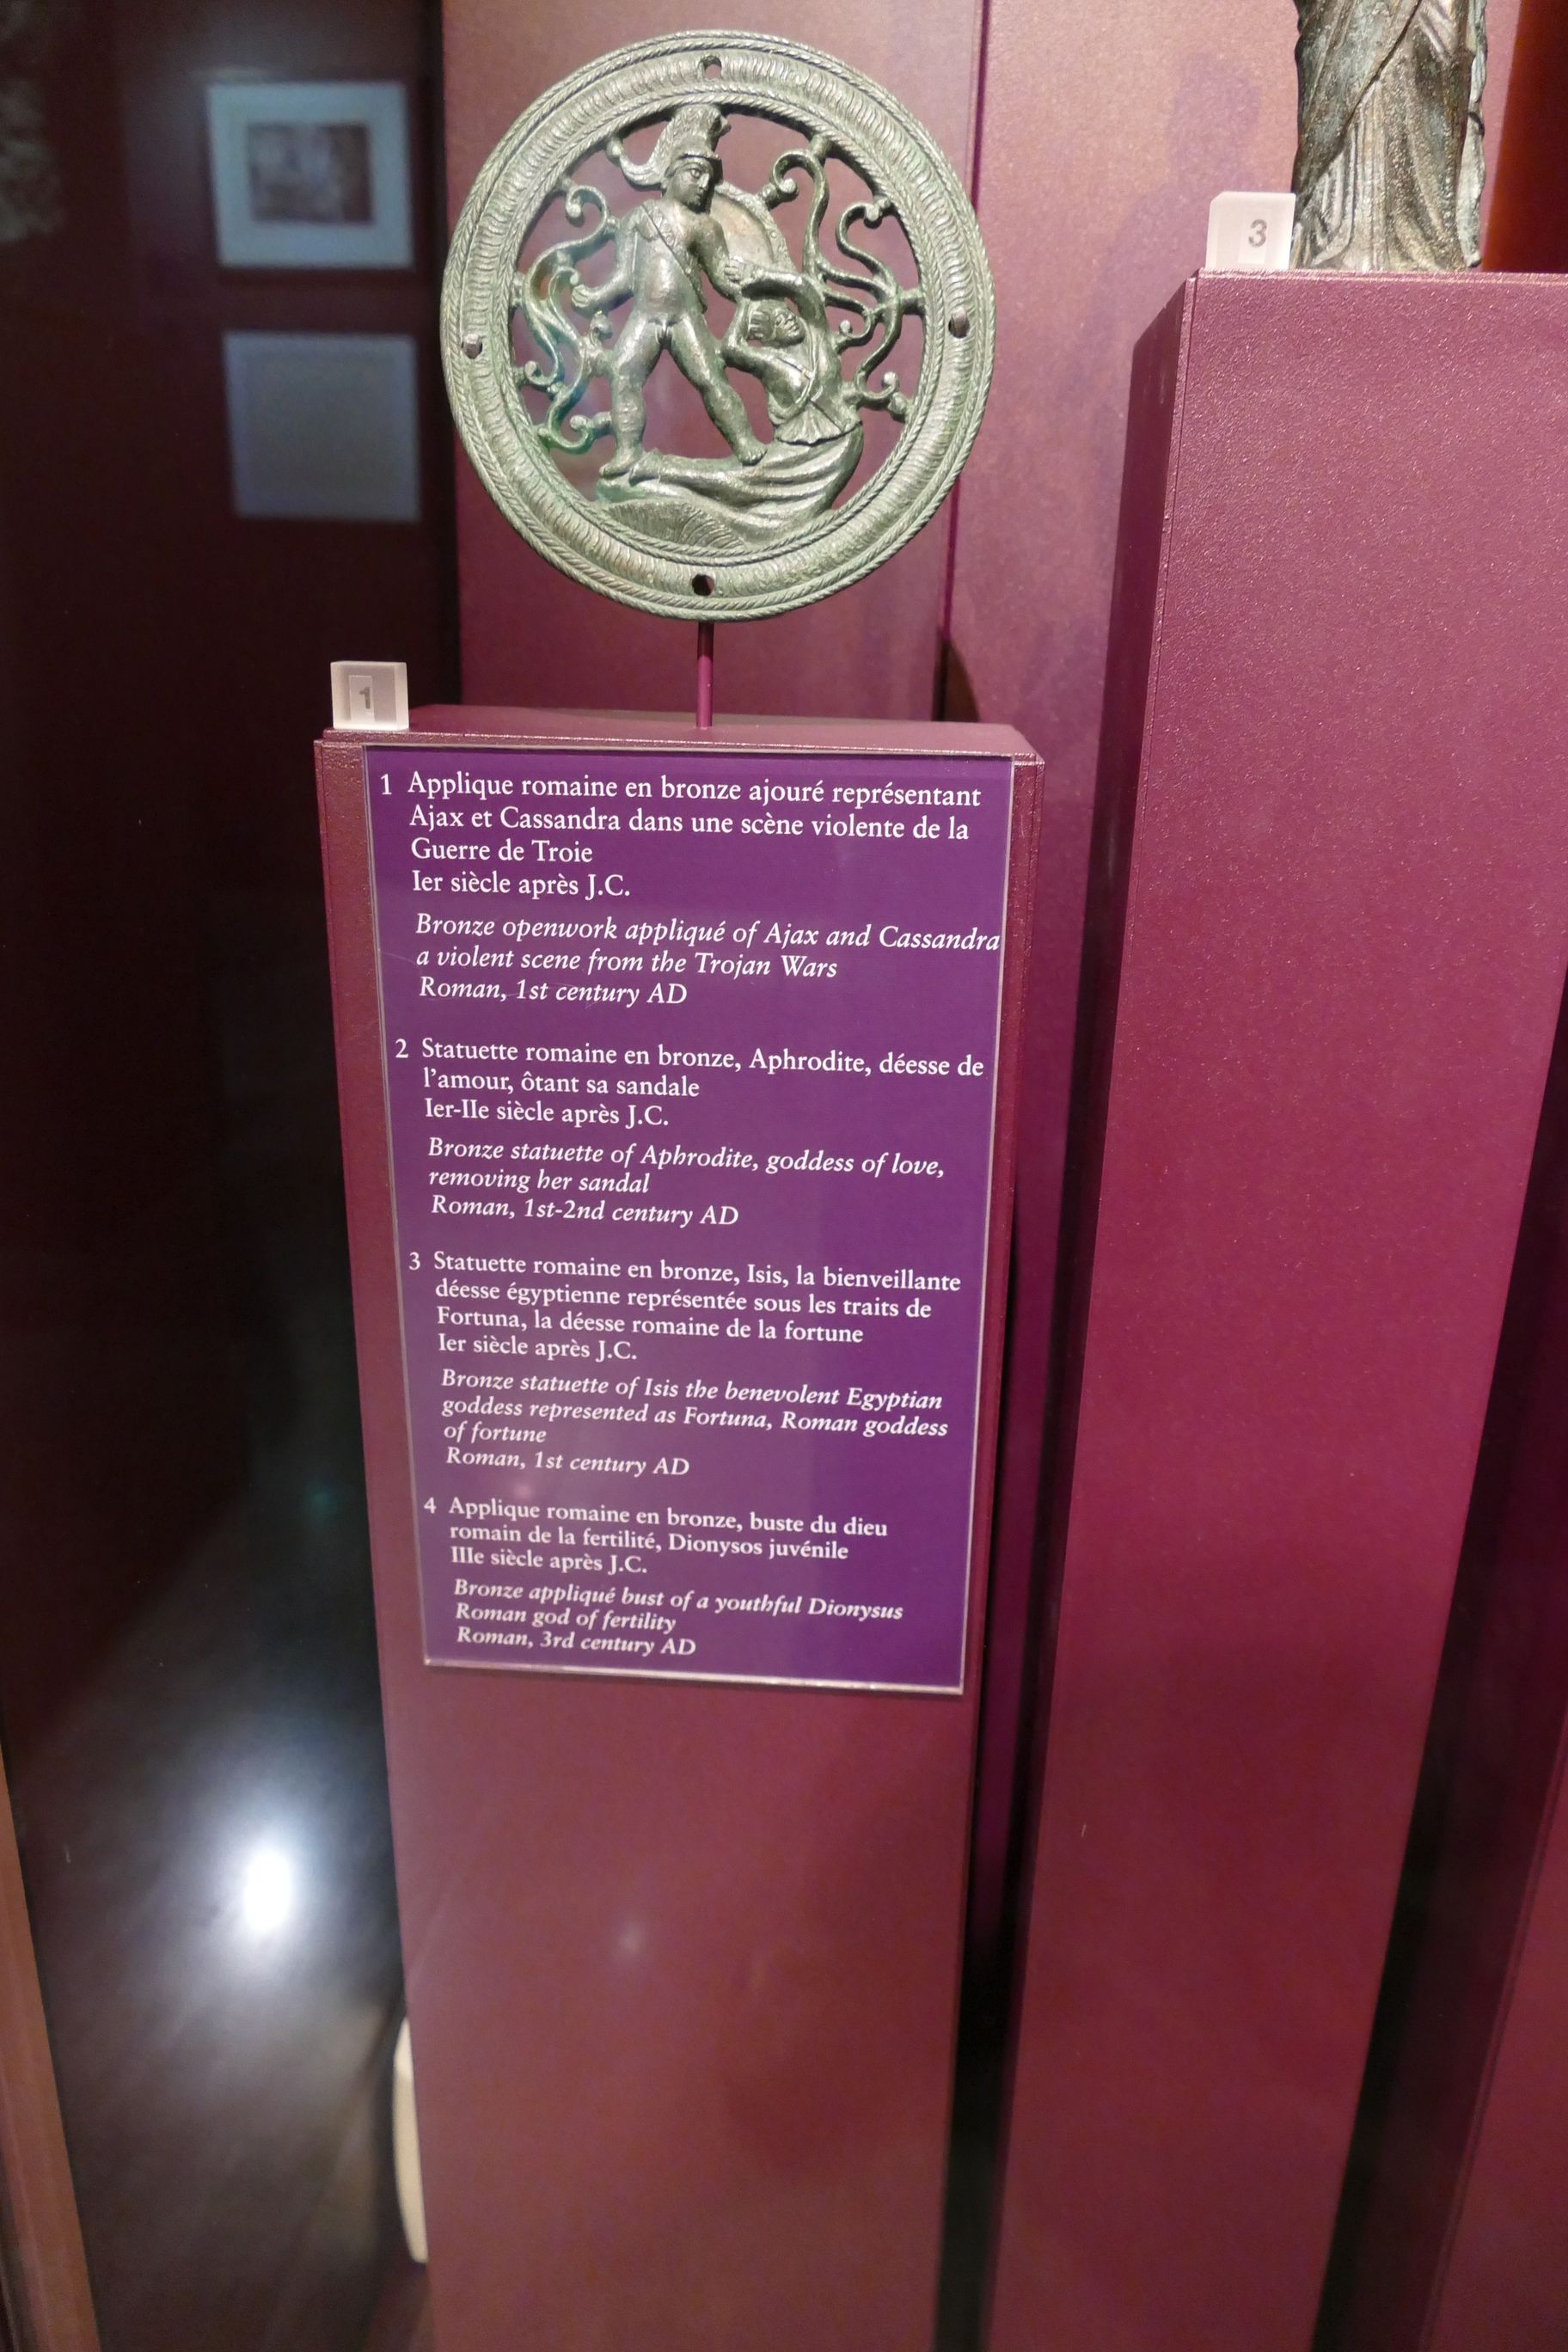 3
1
1 Applique romaine en bronze ajouré représentant
Ajax et Cassandra dans une scène violente de la
Guerre de Troie
Ier siècle après J.C.
Bronze openwork appliqué of Ajax and Cassandra
a violent scene from the Trojan Wars
Roman, 1st century AD
2 Statuette romaine en bronze, Aphrodite, déesse de
l'amour, ôtant sa sandale
Ier-IIe siècle après J.C.
Bronze statuette of Aphrodite, goddess of love,
removing her sandal
Roman, 1st-2nd century AD
3 Statuette romaine en bronze, Isis, la bienveillante
déesse égyptienne représentée sous les traits de
Fortuna, la déesse romaine de la fortune
Ier siècle après J.C.
Bronze statuette of Isis the benevolent Egyptian
goddess represented as Fortuna, Roman goddess
of fortune
Roman, 1st century AD
4 Applique romaine en bronze, buste du dieu
romain de la fertilité, Dionysos juvénile
IIIe siècle après J.C.
Bronze appliqué bust of a youthful Dionysus
Roman god of fertility
Roman, 3rd century AD